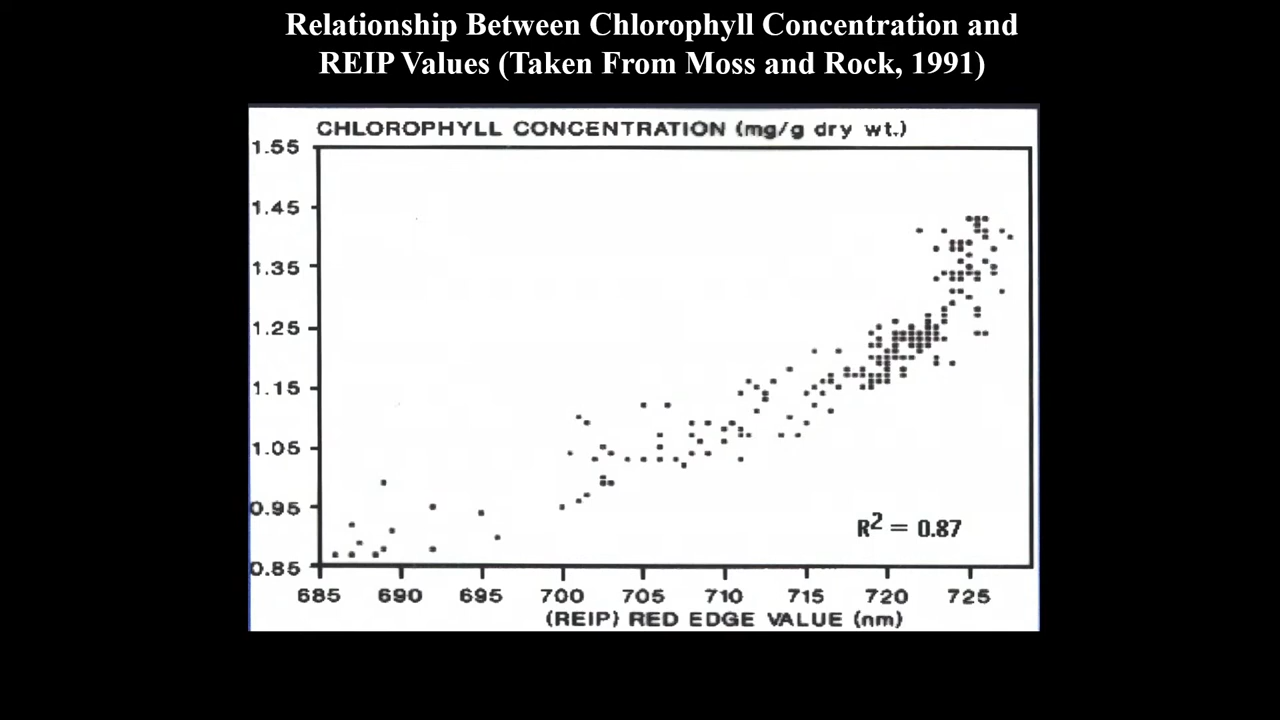 Relationship Between Chlorophyll Concentration and
REIP Values (Taken From Moss and Rock, 1991)
CHLOROPHYLL CONCENTRATION (mg/g dry wt.)
1.55
1.45
1.35
1.25
1.15
1.05
0.95
0.85
R² = 0.87
685 690 695 700 705 710 715 720 725
(REIP) RED EDGE VALUE (nm)